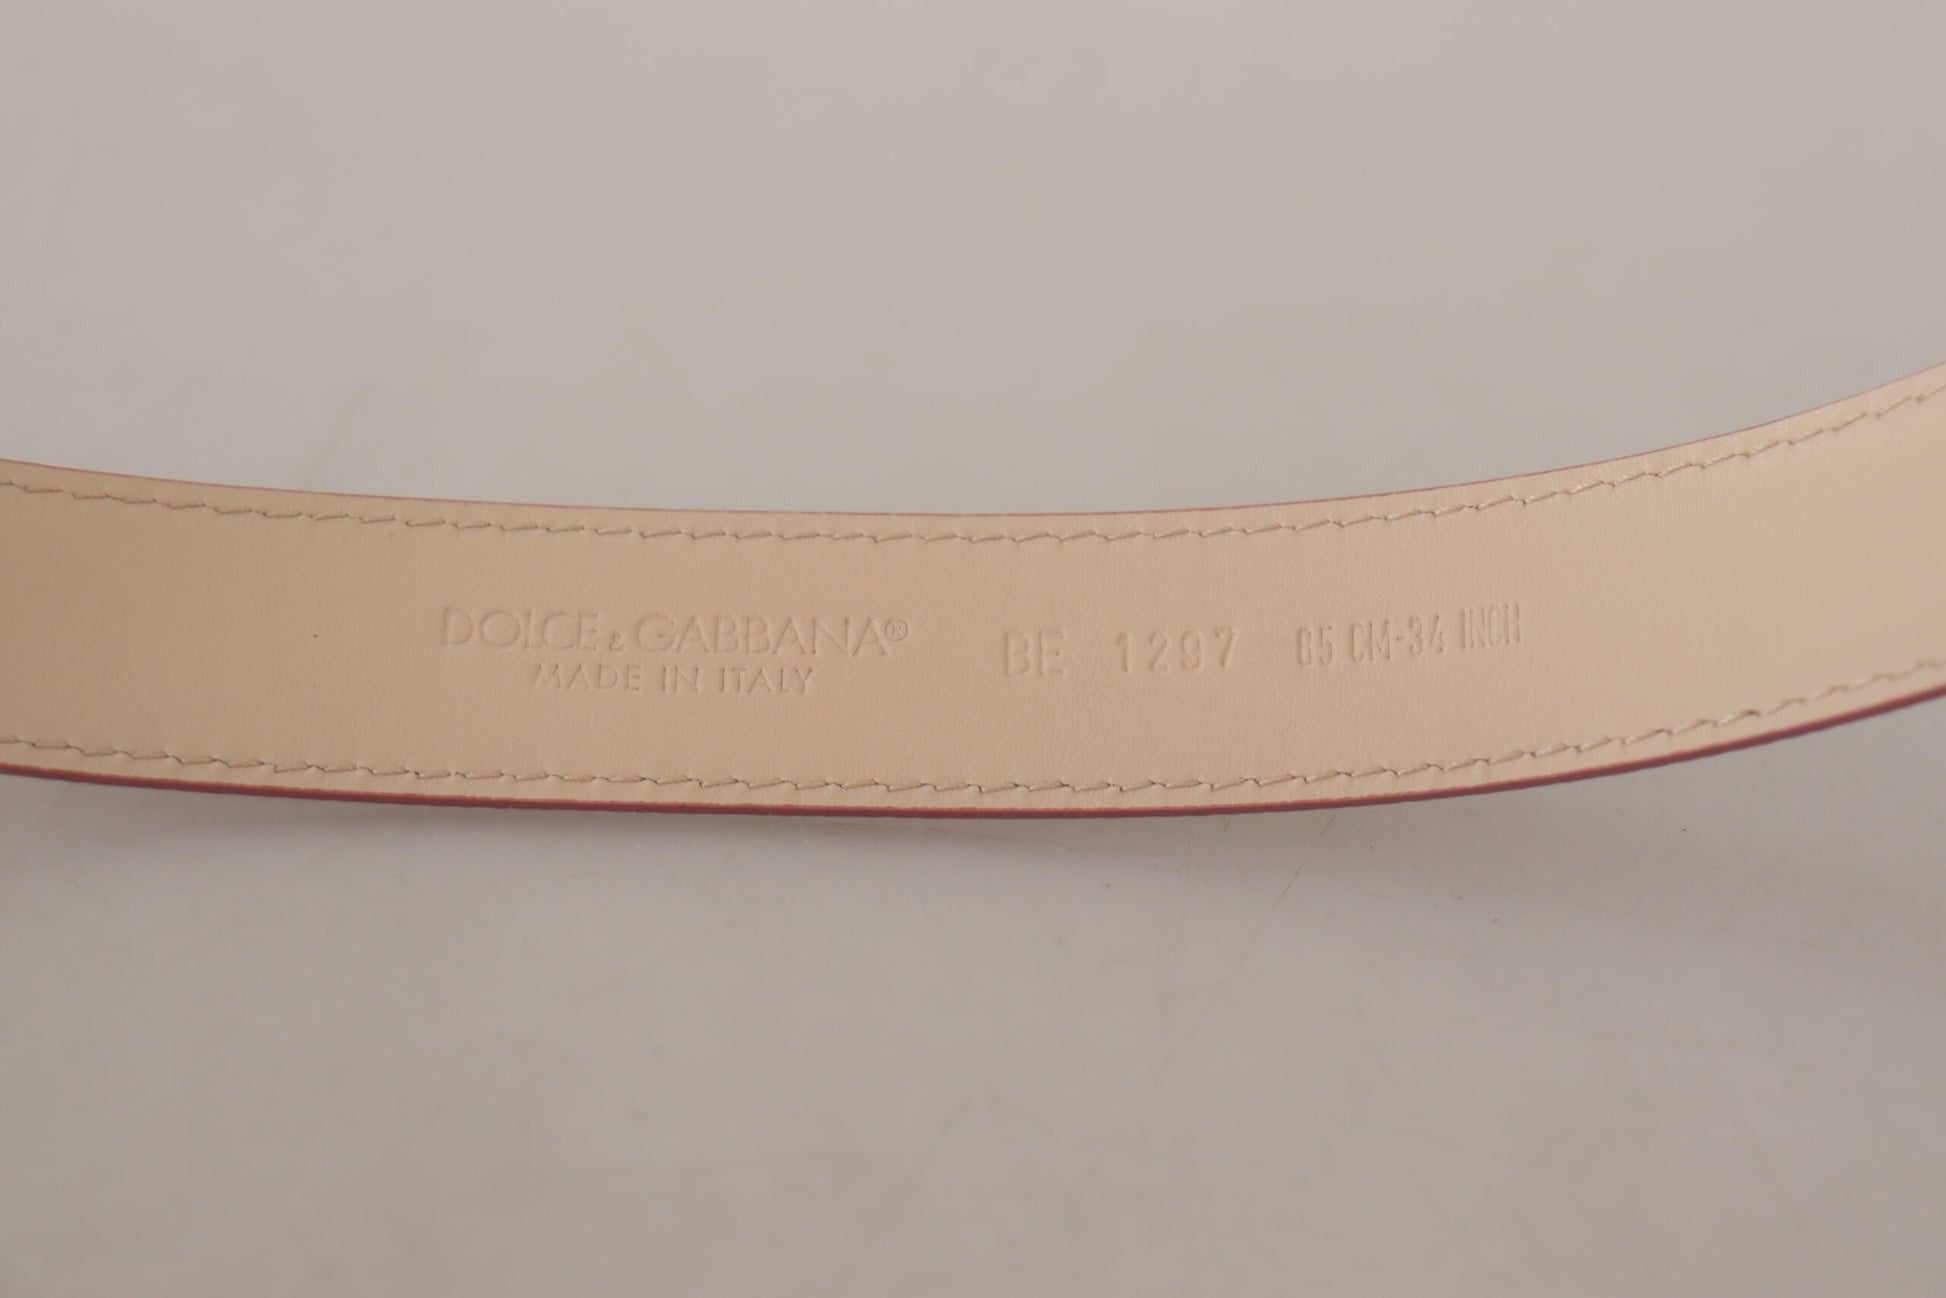 DOLCE & GABBANA®
MADE IN ITALY
BE 1297 85 CM-34 INCH